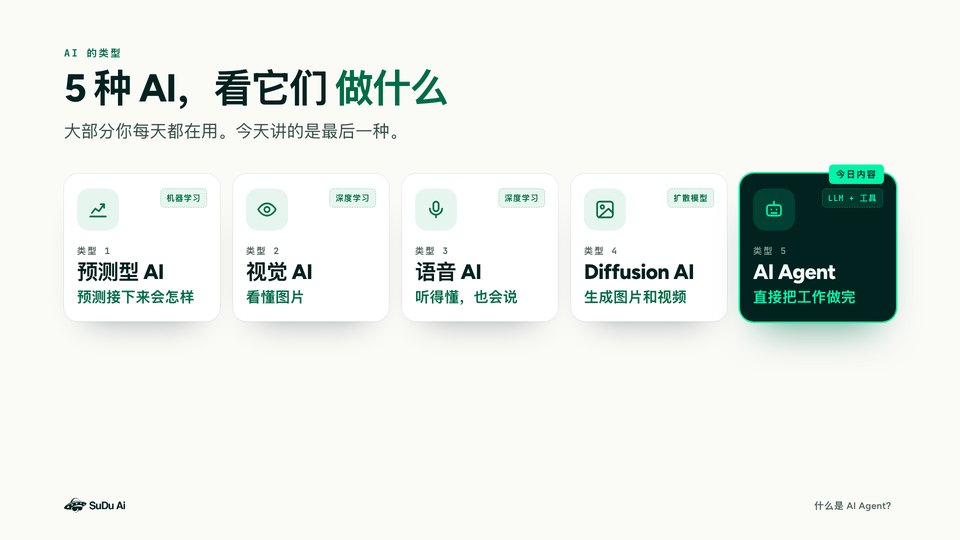 AI 的类型
5 种 AI，看它们 做什么
大部分你每天都在用。今天讲的是最后一种。
机器学习
类型 1
预测型 AI
预测接下来会怎样
深度学习
类型 2
视觉 AI
看懂图片
深度学习
类型 3
语音 AI
听得懂，也会说
扩散模型
类型 4
Diffusion AI
生成图片和视频
今日内容
LLM + 工具
类型 5
AI Agent
直接把工作做完
SuDu Ai
什么是 AI Agent?